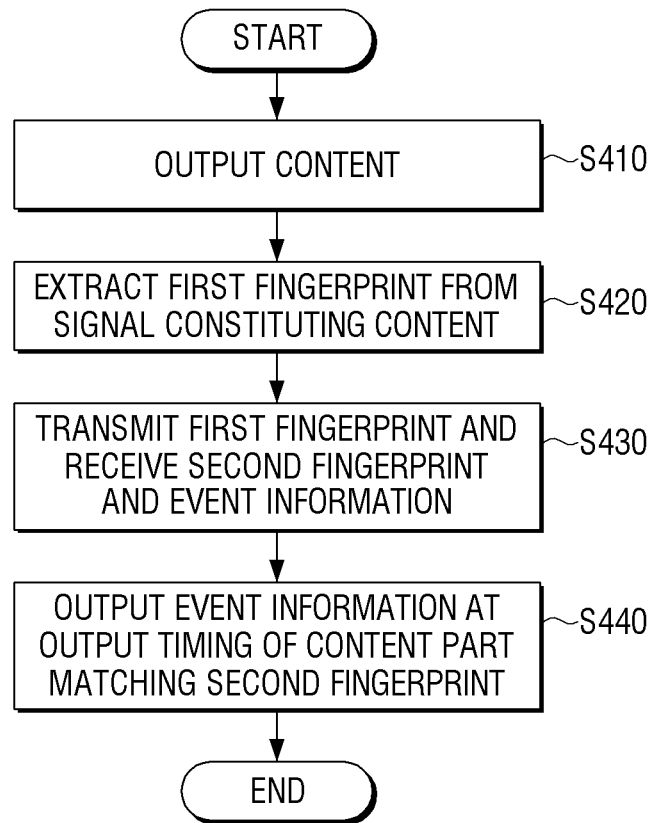 START
OUTPUT CONTENT
S410
EXTRACT FIRST FINGERPRINT FROM
SIGNAL CONSTITUTING CONTENT
S420
TRANSMIT FIRST FINGERPRINT AND
RECEIVE SECOND FINGERPRINT
AND EVENT INFORMATION
S430
OUTPUT EVENT INFORMATION AT
OUTPUT TIMING OF CONTENT PART
MATCHING SECOND FINGERPRINT
S440
END